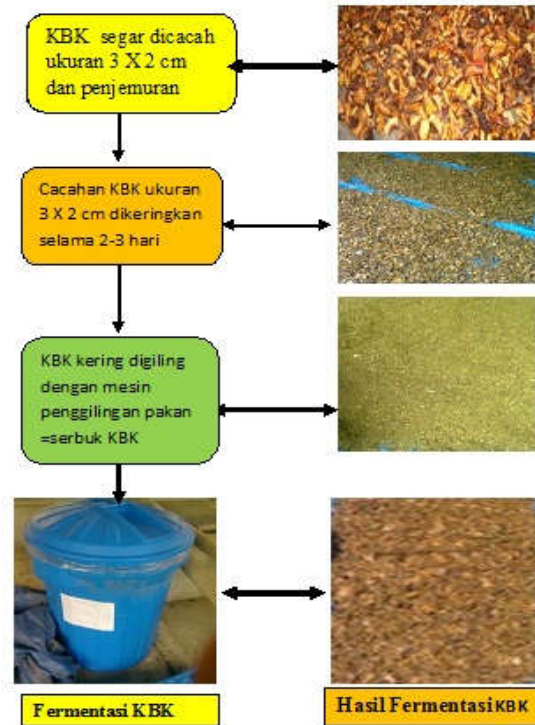 KBK segar dicacah
ukuran 3 X 2 cm
dan penjemuran
Cacahan KBK ukuran
3 X 2 cm dikeringkan
selama 2-3 hari
KBK kering digiling
dengan mesin
penggilingan pakan
=serbuk KBK
Fermentasi KBK
Hasil Fermentasi KBK